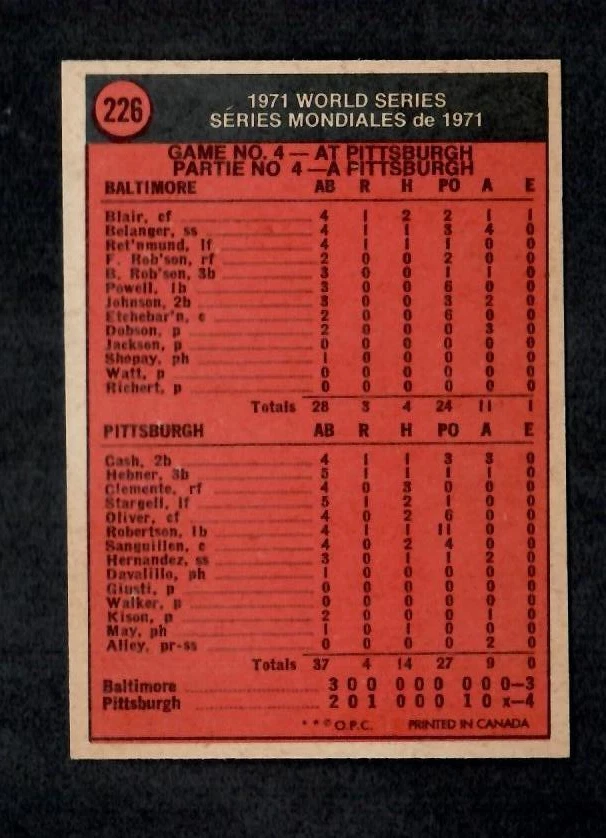 226
1971 WORLD SERIES
SÉRIES MONDIALES de 1971
GAME NO. 4 — AT PITTSBURGH
PARTIE NO 4 — A PITTSBURGH
BALTIMORE AB R H PO A E
Blair, cf 4 1 2 2 1 1
Belanger, ss 4 1 1 3 4 0
Ret'nmund, lf 4 1 1 1 0 0
F. Rob'son, rf 2 0 0 2 0 0
B. Rob'son, 3b 3 0 0 1 1 0
Powell, 1b 3 0 0 6 0 0
Johnson, 2b 3 0 0 3 2 0
Etchebar'n, c 2 0 0 6 0 0
Dobson, p 2 0 0 0 3 0
Jackson, p 0 0 0 0 0 0
Shopay, ph 1 0 0 0 0 0
Watt, p 0 0 0 0 0 0
Richert, p 0 0 0 0 0 0
Totals 28 3 4 24 11 1
PITTSBURGH AB R H PO A E
Cash, 2b 4 1 1 3 3 0
Hebner, 3b 5 1 1 1 1 0
Clemente, rf 4 0 3 0 0 0
Stargell, lf 5 1 2 1 0 0
Oliver, cf 4 0 2 6 0 0
Robertson, 1b 4 1 1 11 0 0
Sanguillen, c 4 0 2 4 0 0
Hernandez, ss 3 0 1 1 2 0
Davalillo, ph 1 0 0 0 0 0
Giusti, p 0 0 0 0 0 0
Walker, p 0 0 0 0 0 0
Kison, p 2 0 0 0 1 0
May, ph 1 0 1 0 0 0
Alley, pr-ss 0 0 0 0 2 0
Totals 37 4 14 27 9 0
Baltimore 3 0 0 0 0 0 0 0 0—3
Pittsburgh 2 0 1 0 0 0 1 0 x—4
* * © O.P.C. PRINTED IN CANADA